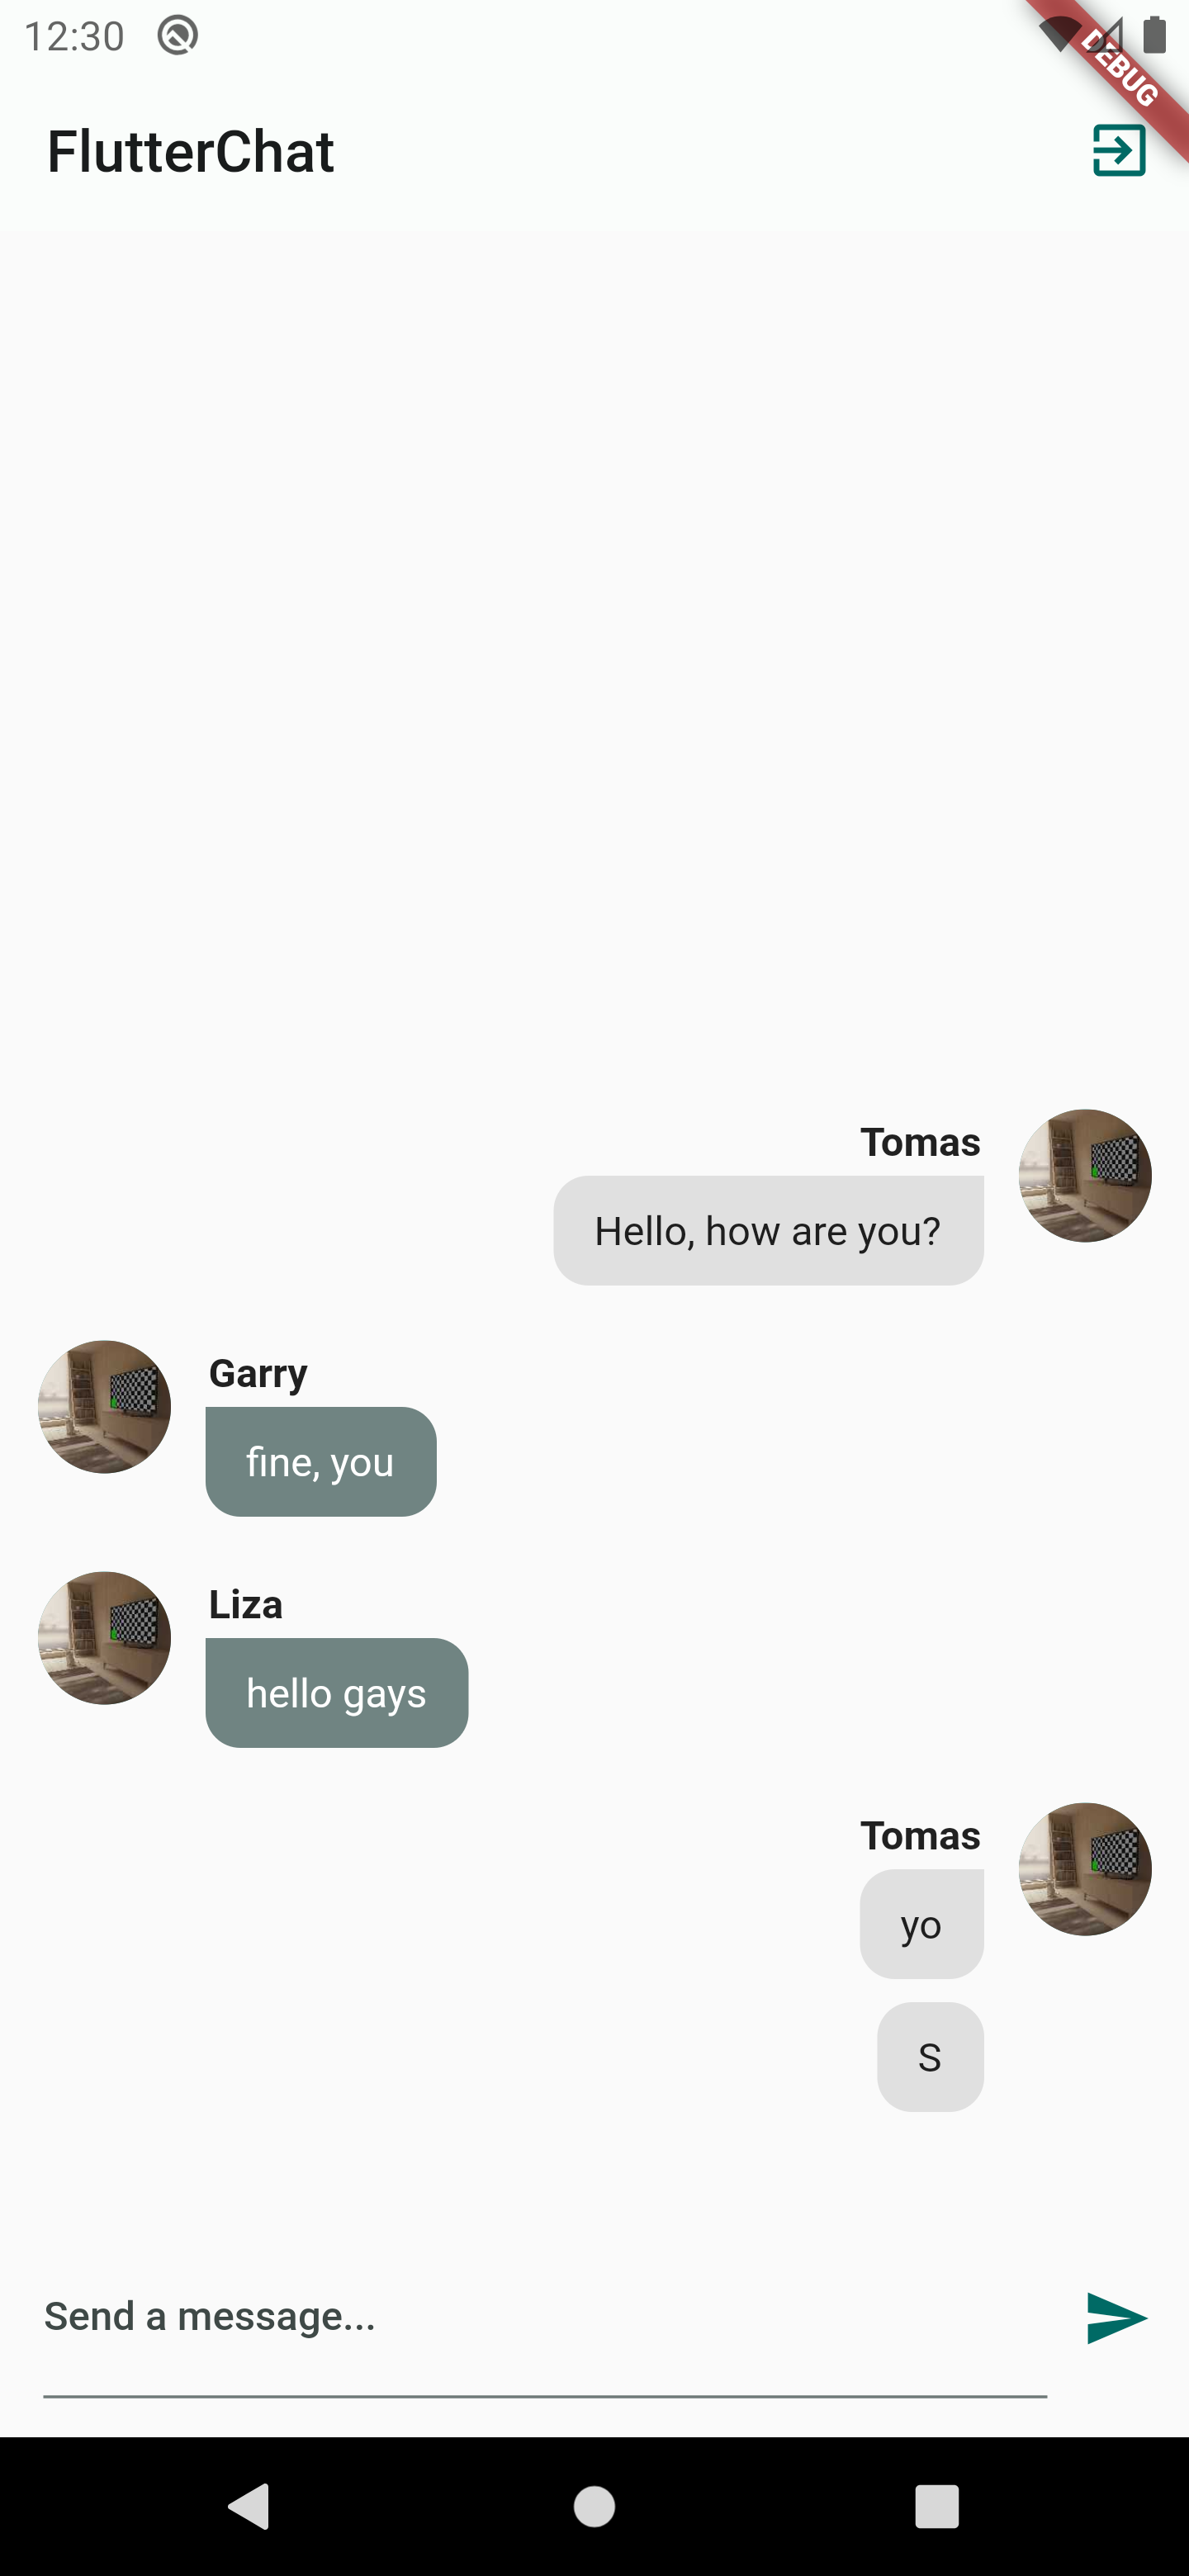 12:30
DEBUG
FlutterChat
Tomas
Hello, how are you?
Garry
fine, you
Liza
hello gays
Tomas
yo
S
Send a message...